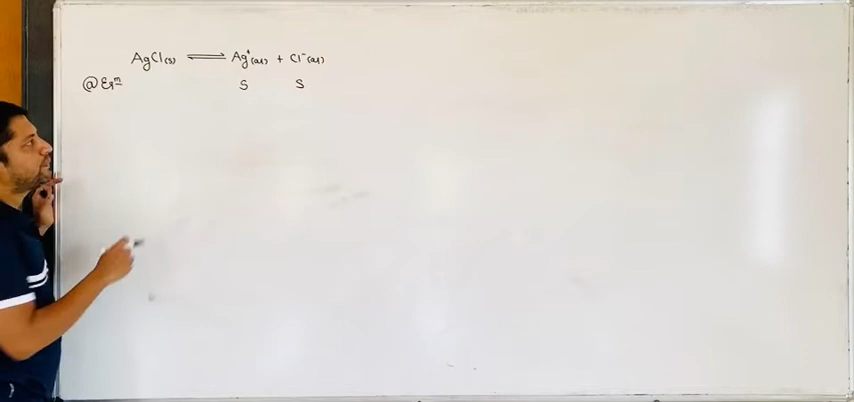 AgCl(s) ⇌ Ag⁺(aq) + Cl⁻(aq)
@ Eqᵐ S S